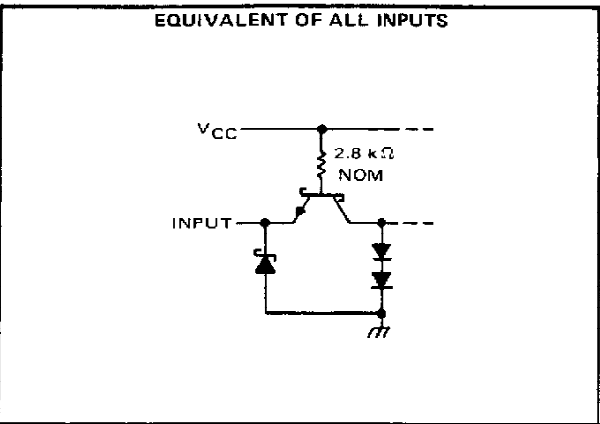 EQUIVALENT OF ALL INPUTS
VCC
2.8 kΩ
NOM
INPUT